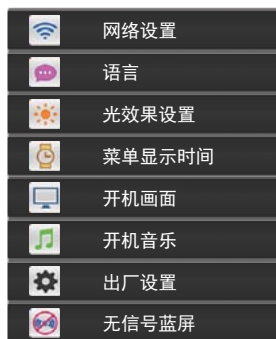 网络设置
语言
光效果设置
菜单显示时间
开机画面
开机音乐
出厂设置
无信号蓝屏